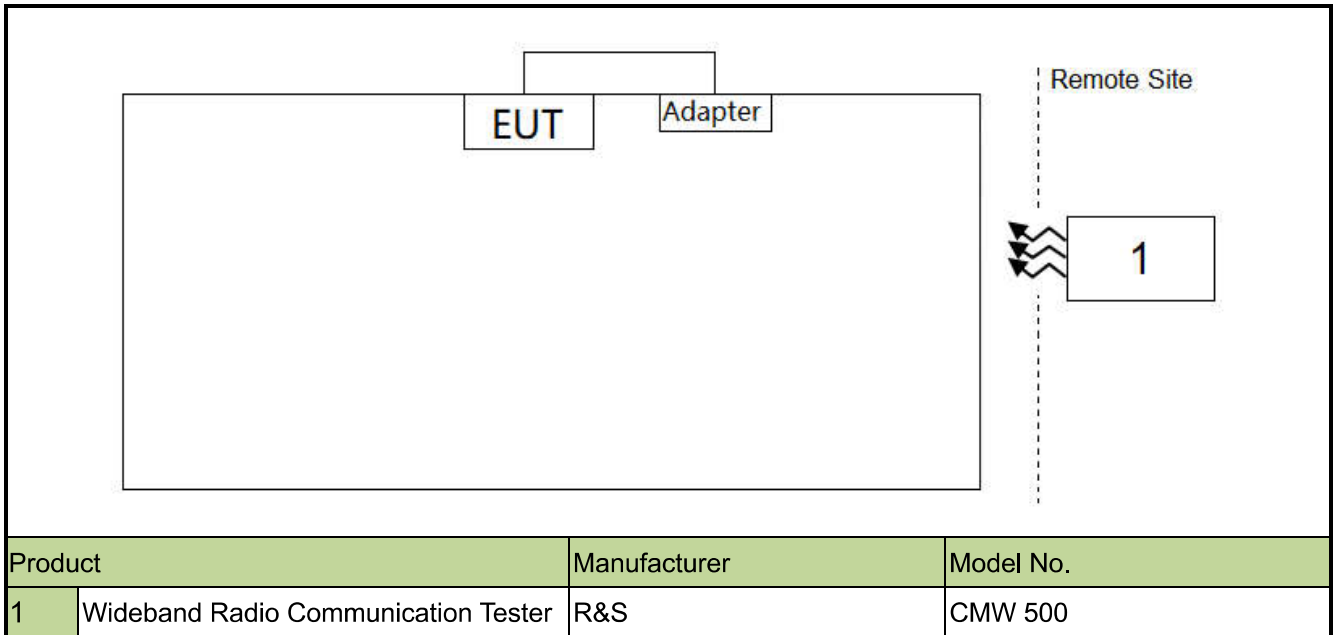 Remote Site
EUT
Adapter
1
Product Manufacturer Model No.
1 Wideband Radio Communication Tester R&S CMW 500